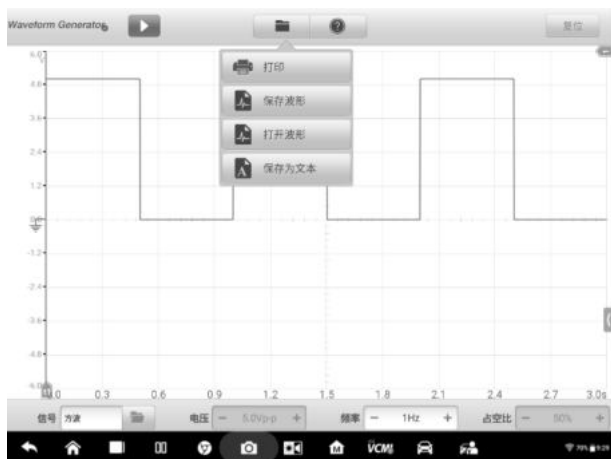 Waveform Generator
复位
打印
保存波形
打开波形
保存为文本
6.0
V
4.8
3.6
2.4
1.2
0.0
-1.2
-2.4
-3.6
-4.8
-6.0
0.0 0.3 0.6 0.9 1.2 1.5 1.8 2.1 2.4 2.7 3.0s
信号 方波 电压 - 5.0Vp-p + 频率 - 1Hz + 占空比 - 50% +
VCMI 70% 9:29